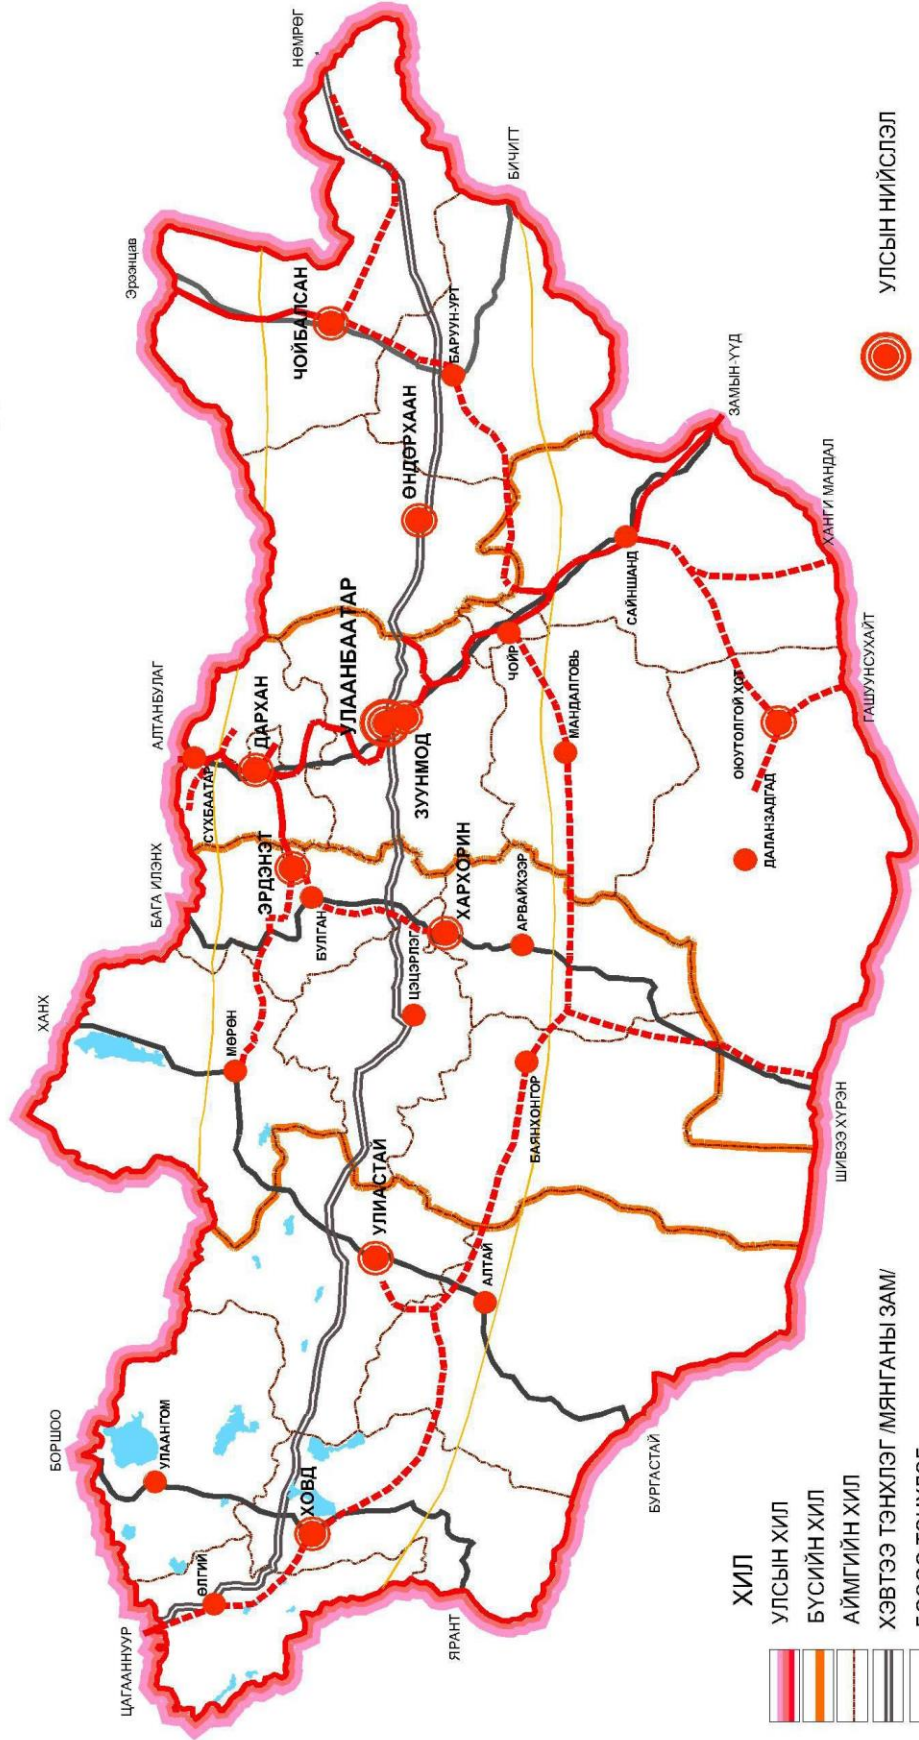 ХАНХ
НӨМРӨГ
БОРШОО
Эрээнцав
АЛТАНБУЛАГ
БАГА ИЛЭНХ
ЦАГААННУУР
УЛААНГОМ
МӨРӨН
СҮХБААТАР
ДАРХАН
ЧОЙБАЛСАН
ӨЛГИЙ
ЭРДЭНЭТ
БУЛГАН
ХОВД
УЛИАСТАЙ
УЛААНБААТАР
ӨНДӨРХААН
БАРУУН-УРТ
БИЧИГТ
ЗУУНМОД
ЦЭЦЭРЛЭГ
ХАРХОРИН
ЯРАНТ
АЛТАЙ
БАЯНХОНГОР
АРВАЙХЭЭР
ЧОЙР
МАНДАЛГОВЬ
САЙНШАНД
ЗАМЫН-ҮҮД
БУРГАСТАЙ
ДАЛАНЗАДГАД
ОЮУТОЛГОЙ ХОТ
ХАНГИ МАНДАЛ
ГАШУУНСУХАЙТ
ШИВЭЭ ХҮРЭН
ХИЛ
УЛСЫН ХИЛ
БҮСИЙН ХИЛ
АЙМГИЙН ХИЛ
ХЭВТЭЭ ТЭНХЛЭГ /МЯНГАНЫ ЗАМ/
УЛСЫН НИЙСЛЭЛ